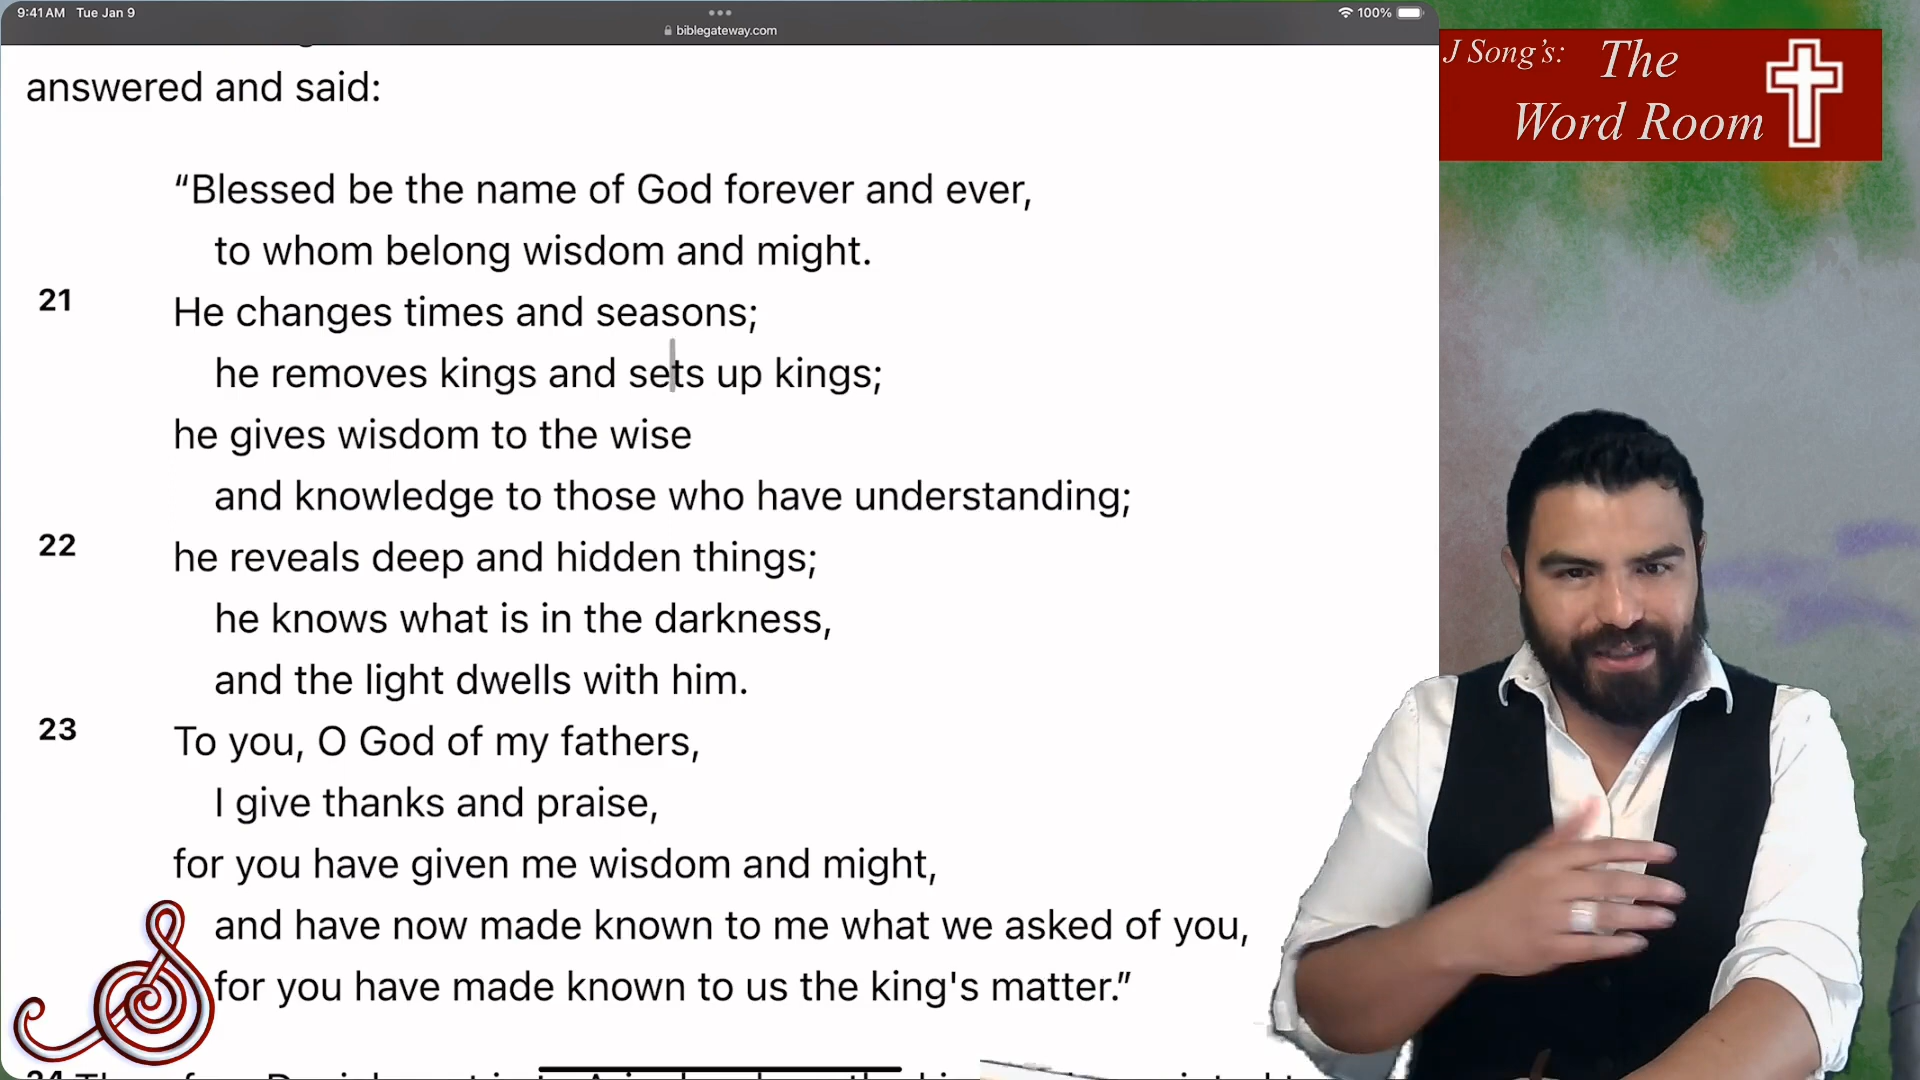 9:41 AM Tue Jan 9
100%
biblegateway.com
answered and said:
“Blessed be the name of God forever and ever,
to whom belong wisdom and might.
21 He changes times and seasons;
he removes kings and sets up kings;
he gives wisdom to the wise
and knowledge to those who have understanding;
22 he reveals deep and hidden things;
he knows what is in the darkness,
and the light dwells with him.
23 To you, O God of my fathers,
I give thanks and praise,
for you have given me wisdom and might,
and have now made known to me what we asked of you,
for you have made known to us the king's matter.”
J Song’s: The
Word Room